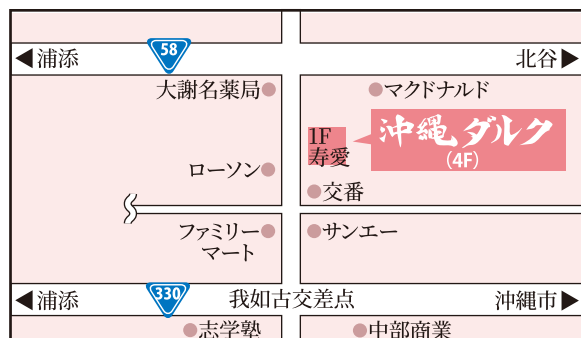 58
◀浦添
北谷▶
大謝名薬局
マクドナルド
沖縄ダルク
(4F)
1F
寿愛
ローソン
交番
ファミリー
マート
サンエー
330
◀浦添
我如古交差点
沖縄市▶
志学塾
中部商業